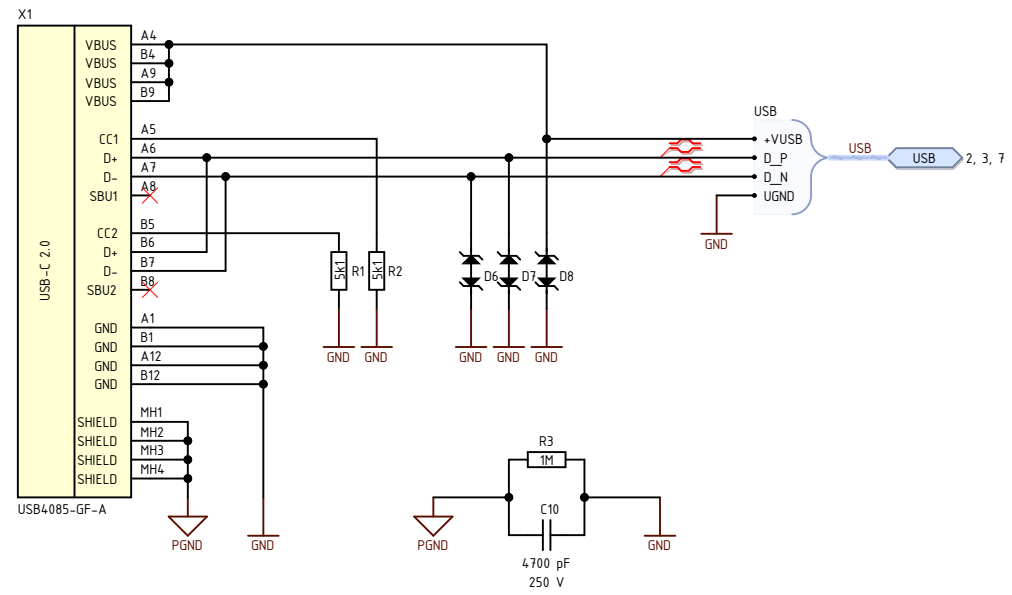 X1
USB-C 2.0
VBUS A4
VBUS B4
VBUS A9
VBUS B9
CC1 A5
D+ A6
D- A7
SBU1 A8
CC2 B5
D+ B6
D- B7
SBU2 B8
GND A1
GND B1
GND A12
GND B12
SHIELD MH1
SHIELD MH2
SHIELD MH3
SHIELD MH4
USB4085-GF-A
PGND
GND
5k1 R1
5k1 R2
GND
GND
D6
D7
D8
GND
GND
GND
USB
+VUSB
D_P
D_N
UGND
GND
USB
USB
2, 3, 7
R3
1M
C10
4700 pF
250 V
PGND
GND